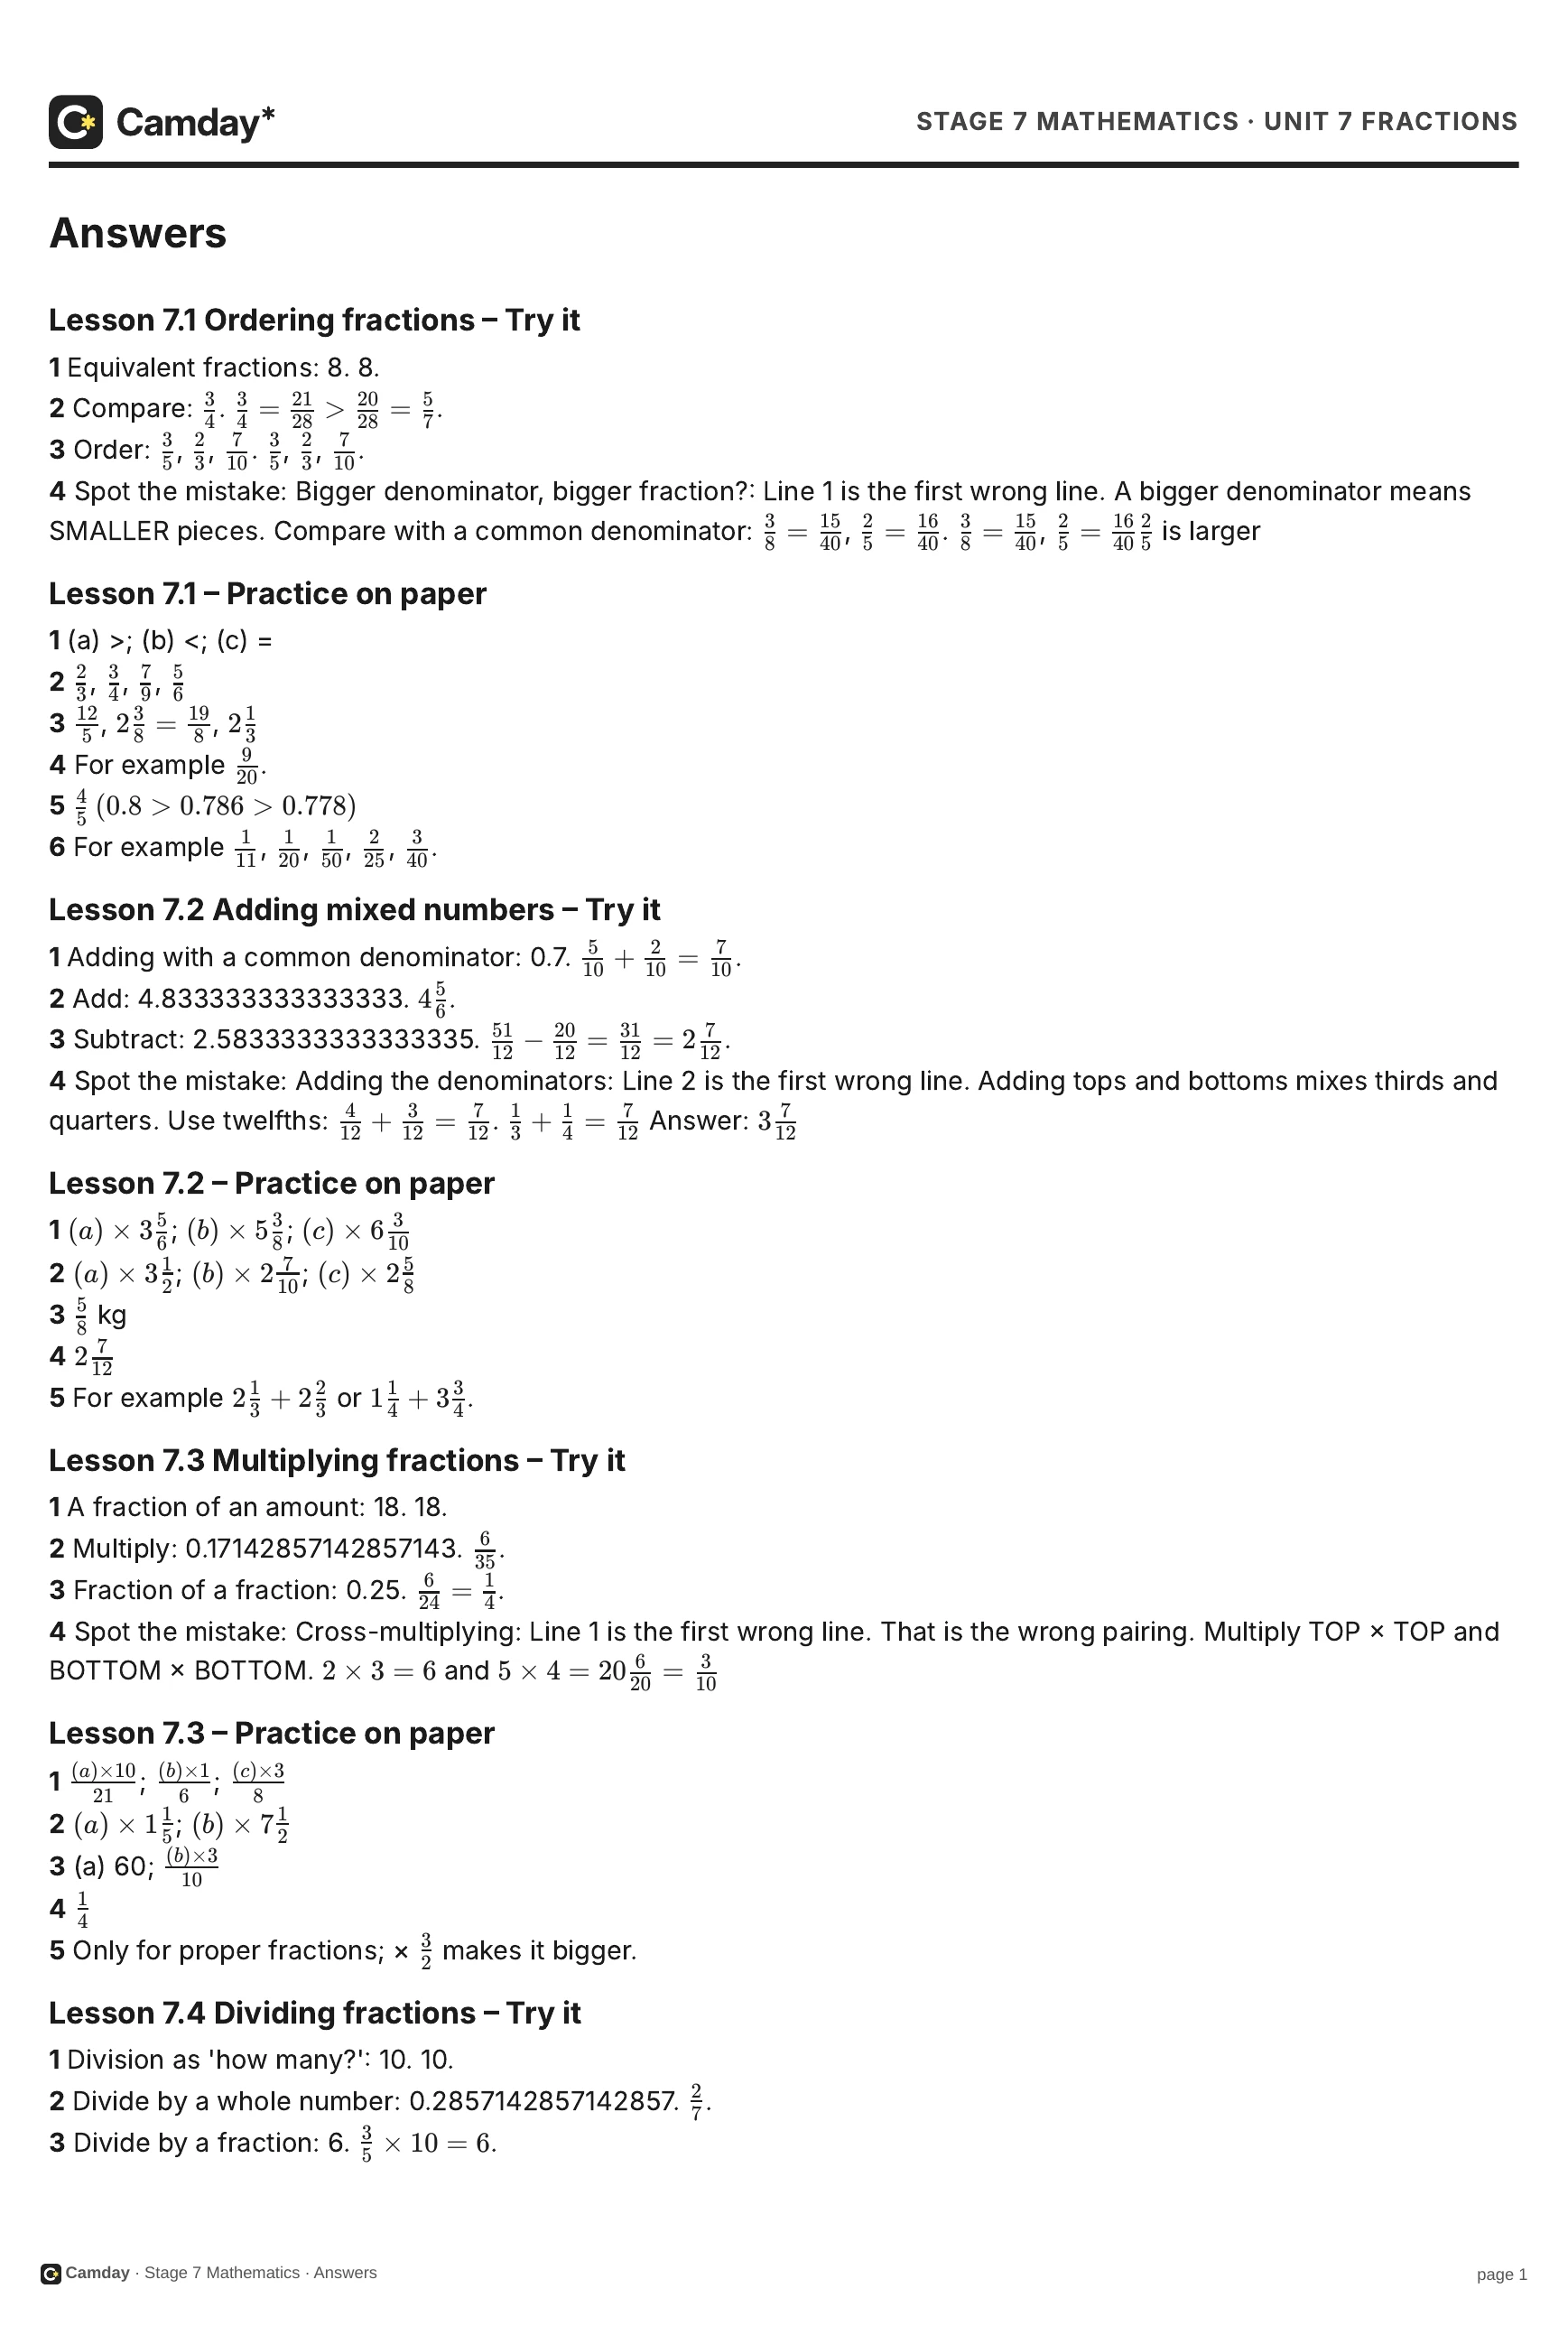 Camday*
STAGE 7 MATHEMATICS · UNIT 7 FRACTIONS
Answers
Lesson 7.1 Ordering fractions – Try it
1 Equivalent fractions: 8. 8.
2 Compare: 3/4. 3/4 = 21/28 > 20/28 = 5/7.
3 Order: 3/5, 2/3, 7/10. 3/5, 2/3, 7/10.
4 Spot the mistake: Bigger denominator, bigger fraction?: Line 1 is the first wrong line. A bigger denominator means
SMALLER pieces. Compare with a common denominator: 3/8 = 15/40, 2/5 = 16/40. 3/8 = 15/40, 2/5 = 16/40 2/5 is larger
Lesson 7.1 – Practice on paper
1 (a) >; (b) <; (c) =
2 2/3, 3/4, 7/9, 5/6
3 12/5, 2 3/8 = 19/8, 2 1/3
4 For example 9/20.
5 4/5 (0.8 > 0.786 > 0.778)
6 For example 1/11, 1/20, 1/50, 2/25, 3/40.
Lesson 7.2 Adding mixed numbers – Try it
1 Adding with a common denominator: 0.7. 5/10 + 2/10 = 7/10.
2 Add: 4.833333333333333. 4 5/6.
3 Subtract: 2.5833333333333335. 51/12 − 20/12 = 31/12 = 2 7/12.
4 Spot the mistake: Adding the denominators: Line 2 is the first wrong line. Adding tops and bottoms mixes thirds and
quarters. Use twelfths: 4/12 + 3/12 = 7/12. 1/3 + 1/4 = 7/12 Answer: 3 7/12
Lesson 7.2 – Practice on paper
1 (a) × 3 5/6; (b) × 5 3/8; (c) × 6 3/10
2 (a) × 3 1/2; (b) × 2 7/10; (c) × 2 5/8
3 5/8 kg
4 2 7/12
5 For example 2 1/3 + 2 2/3 or 1 1/4 + 3 3/4.
Lesson 7.3 Multiplying fractions – Try it
1 A fraction of an amount: 18. 18.
2 Multiply: 0.17142857142857143. 6/35.
3 Fraction of a fraction: 0.25. 6/24 = 1/4.
4 Spot the mistake: Cross-multiplying: Line 1 is the first wrong line. That is the wrong pairing. Multiply TOP × TOP and
BOTTOM × BOTTOM. 2 × 3 = 6 and 5 × 4 = 20 6/20 = 3/10
Lesson 7.3 – Practice on paper
1 (a)×10/21; (b)×1/6; (c)×3/8
2 (a) × 1 1/5; (b) × 7 1/2
3 (a) 60; (b)×3/10
4 1/4
5 Only for proper fractions; × 3/2 makes it bigger.
Lesson 7.4 Dividing fractions – Try it
1 Division as 'how many?': 10. 10.
2 Divide by a whole number: 0.2857142857142857. 2/7.
3 Divide by a fraction: 6. 3/5 × 10 = 6.
Camday · Stage 7 Mathematics · Answers
page 1